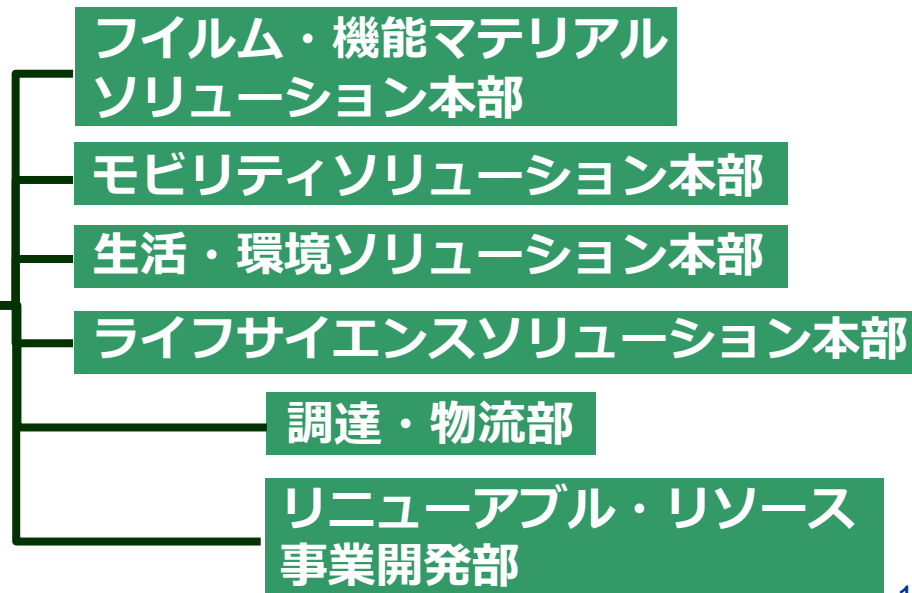 フイルム・機能マテリアル
ソリューション本部
モビリティソリューション本部
生活・環境ソリューション本部
ライフサイエンスソリューション本部
調達・物流部
リニューアブル・リソース
事業開発部
1